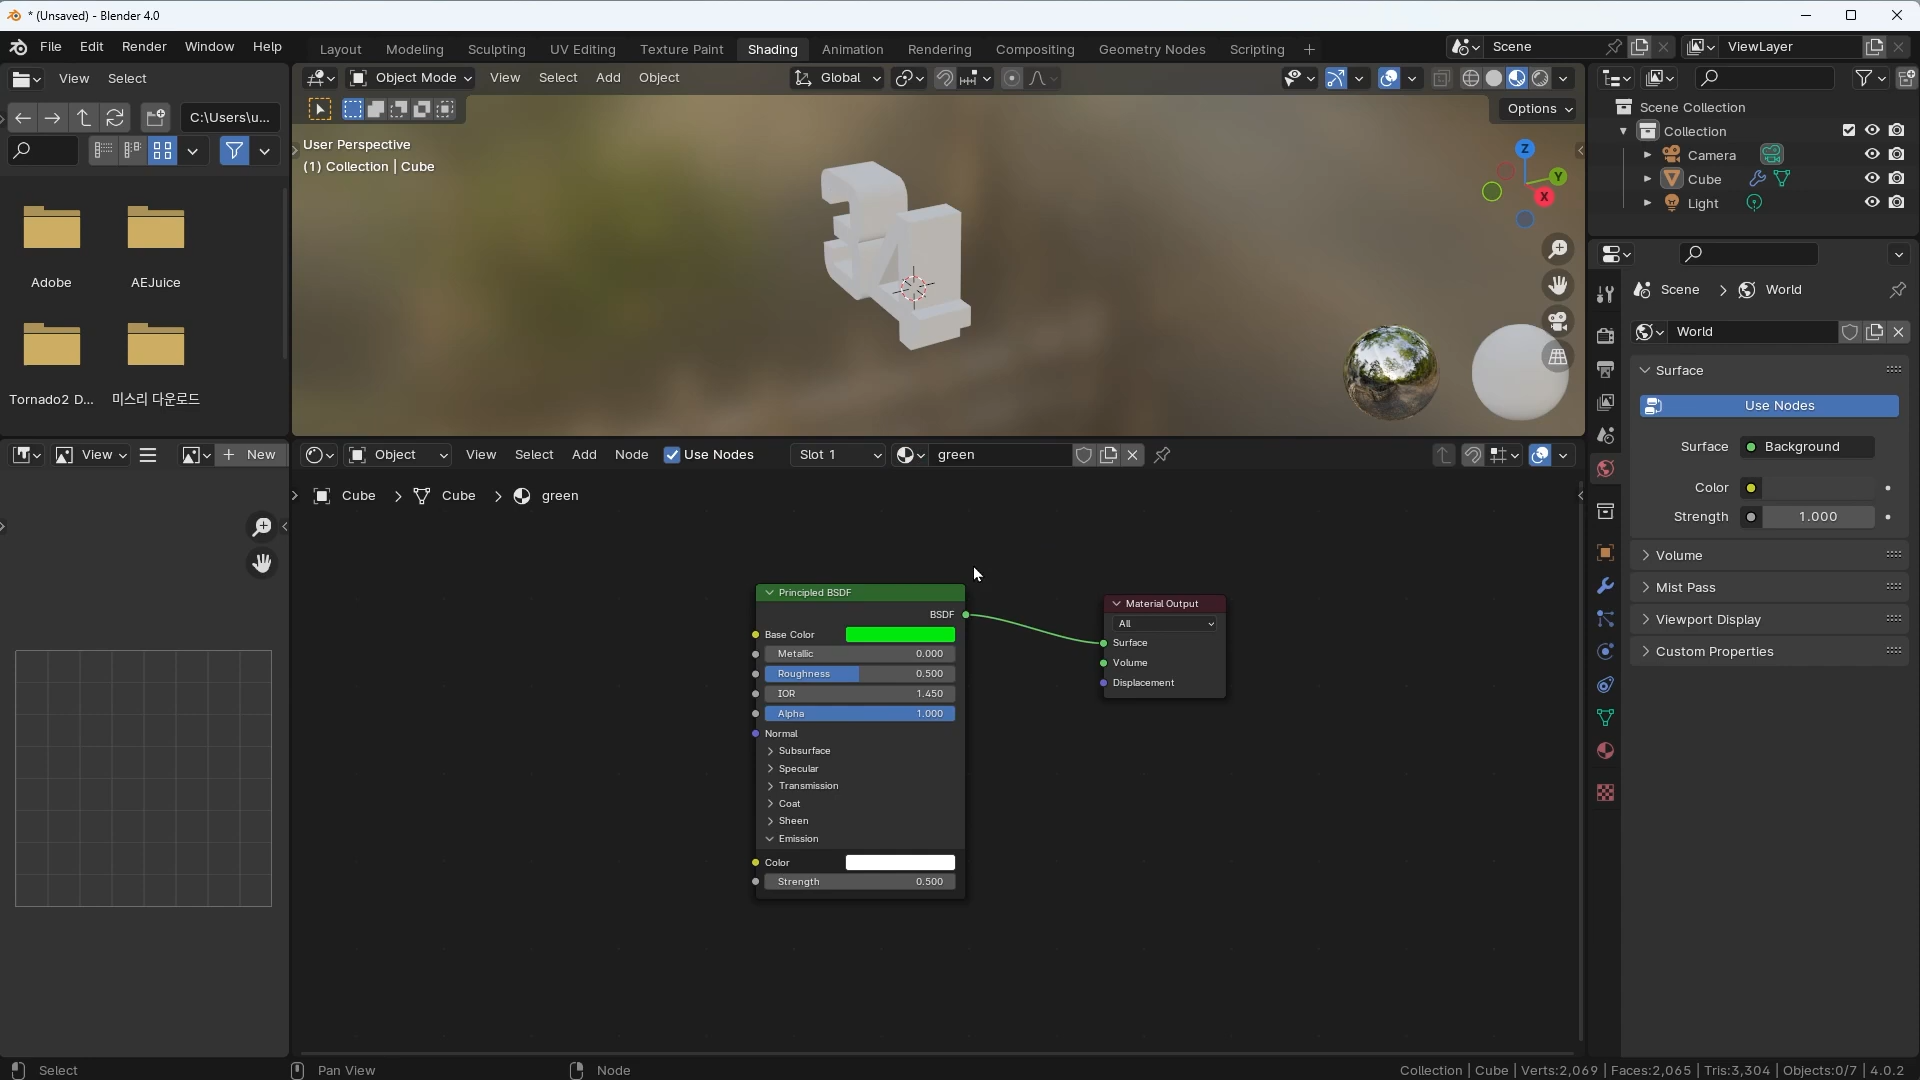 * (Unsaved) - Blender 4.0
File Edit Render Window Help
Layout Modeling Sculpting UV Editing Texture Paint Shading Animation Rendering Compositing Geometry Nodes Scripting
Scene
ViewLayer
View Select
Object Mode View Select Add Object
Global
C:\Users\u...
Options
User Perspective
(1) Collection | Cube
Z
Y
X
Adobe
AEJuice
Tornado2 D...
미스리 다운로드
Scene Collection
Collection
Camera
Cube
Light
Scene > World
World
Surface
Use Nodes
Surface Background
Color
Strength 1.000
Volume
Mist Pass
Viewport Display
Custom Properties
View
New
Object View Select Add Node Use Nodes Slot 1 green
Cube > Cube > green
Principled BSDF
BSDF
Base Color
Metallic 0.000
Roughness 0.500
IOR 1.450
Alpha 1.000
Normal
Subsurface
Specular
Transmission
Coat
Sheen
Emission
Color
Strength 0.500
Material Output
All
Surface
Volume
Displacement
Select
Pan View
Node
Collection | Cube | Verts:2,069 | Faces:2,065 | Tris:3,304 | Objects:0/7 | 4.0.2